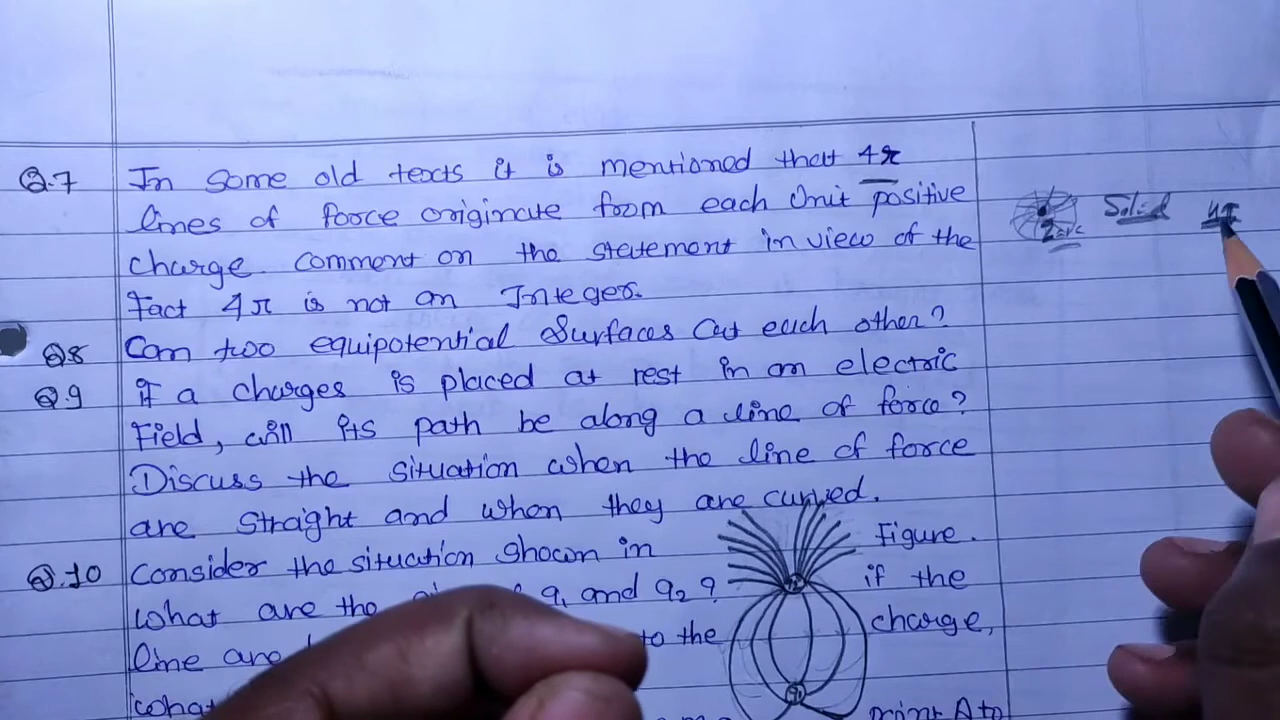 Q.7 In some old texts it is mentioned that 4π
lines of force originate from each Unit positive
charge. comment on the statement in view of the
fact 4π is not an Integer.
Q8 Can two equipotential Surfaces Cut each other?
Q.9 if a charges is placed at rest in an electric
Field, will its path be along a line of force?
Discuss the situation when the line of force
are straight and when they are curved.
Q.10 Consider the situation shown in Figure.
What are the q1 and q2? if the
line are to the charge,
What point A to
Solid 4π